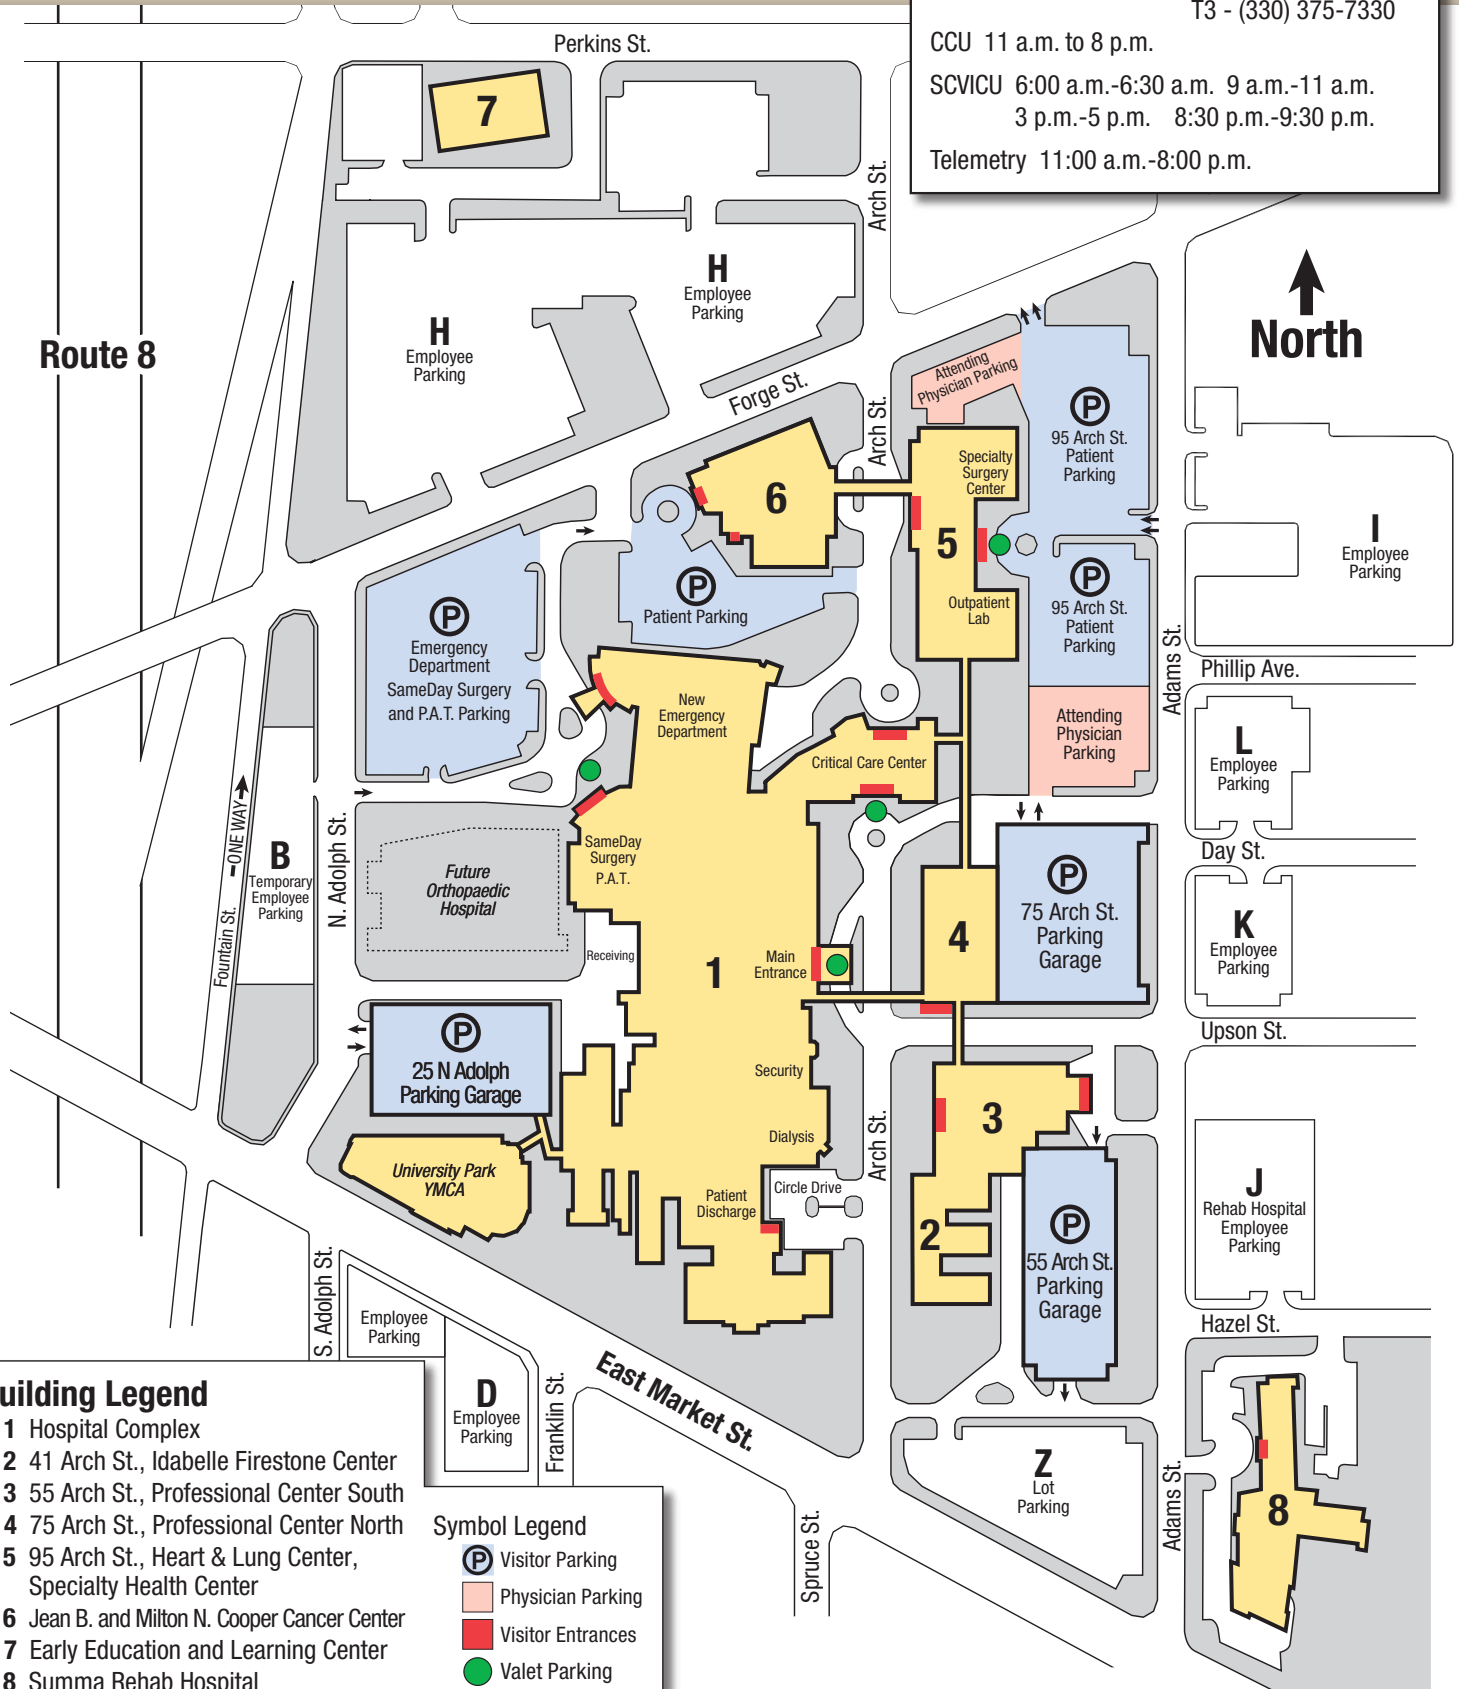 T3 - (330) 375-7330
CCU 11 a.m. to 8 p.m.
SCVICU 6:00 a.m.-6:30 a.m. 9 a.m.-11 a.m.
3 p.m.-5 p.m. 8:30 p.m.-9:30 p.m.
Telemetry 11:00 a.m.-8:00 p.m.
Perkins St.
7
Arch St.
North
Route 8
H
Employee
Parking
H
Employee
Parking
Forge St.
Arch St.
Attending
Physician Parking
P
95 Arch St.
Patient
Parking
Specialty
Surgery
Center
6
5
I
Employee
Parking
P
Patient Parking
P
Emergency
Department
SameDay Surgery
and P.A.T. Parking
Outpatient
Lab
P
95 Arch St.
Patient
Parking
Adams St.
Phillip Ave.
New
Emergency
Department
Attending
Physician
Parking
Critical Care Center
L
Employee
Parking
ONE WAY
Fountain St.
B
Temporary
Employee
Parking
N. Adolph St.
Future
Orthopaedic
Hospital
SameDay
Surgery
P.A.T.
Day St.
P
75 Arch St.
Parking
Garage
4
K
Employee
Parking
Receiving
1
Main
Entrance
Upson St.
P
25 N Adolph
Parking Garage
Security
3
Dialysis
Arch St.
University Park
YMCA
Circle Drive
Patient
Discharge
2
P
55 Arch St.
Parking
Garage
J
Rehab Hospital
Employee
Parking
S. Adolph St.
Employee
Parking
Hazel St.
East Market St.
D
Employee
Parking
Franklin St.
Z
Lot
Parking
Adams St.
8
Spruce St.
uilding Legend
1 Hospital Complex
2 41 Arch St., Idabelle Firestone Center
3 55 Arch St., Professional Center South
4 75 Arch St., Professional Center North
5 95 Arch St., Heart & Lung Center,
Specialty Health Center
6 Jean B. and Milton N. Cooper Cancer Center
7 Early Education and Learning Center
8 Summa Rehab Hospital
Symbol Legend
P Visitor Parking
Physician Parking
Visitor Entrances
Valet Parking